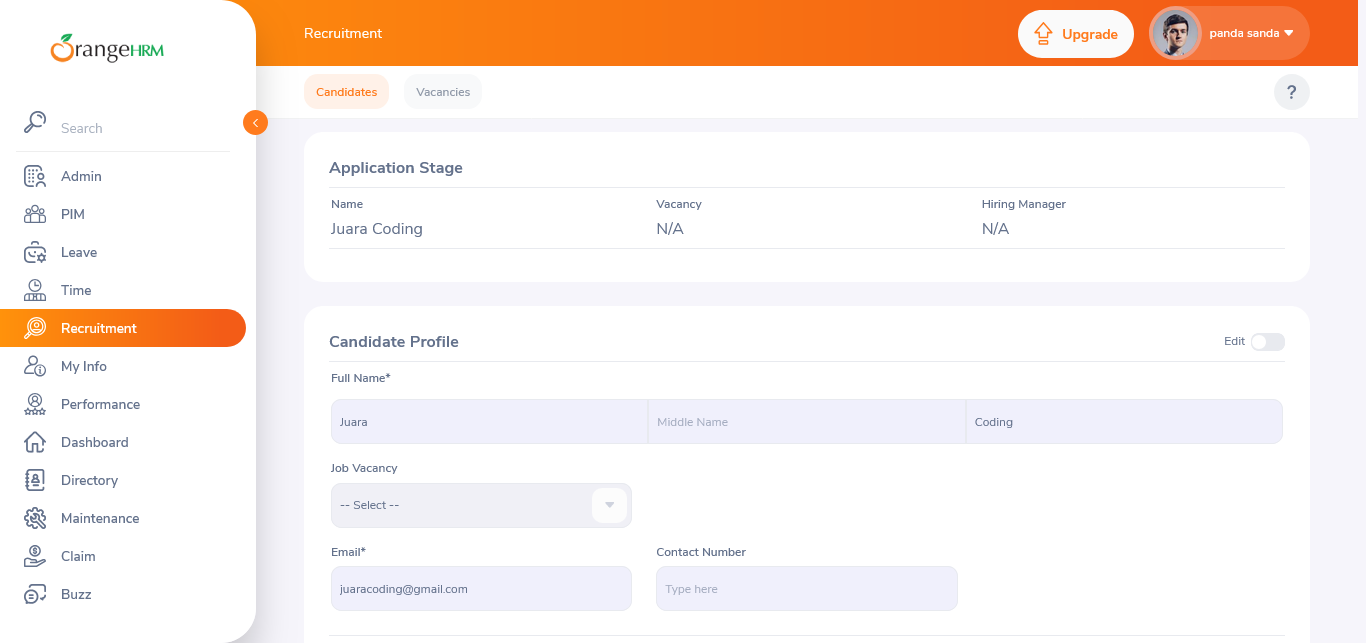 OrangeHRM
Search
Admin
PIM
Leave
Time
Recruitment
My Info
Performance
Dashboard
Directory
Maintenance
Claim
Buzz
Recruitment
Upgrade
panda sanda
Candidates
Vacancies
?
Application Stage
Name Vacancy Hiring Manager
Juara Coding N/A N/A
Candidate Profile Edit
Full Name*
Juara Middle Name Coding
Job Vacancy
-- Select --
Email* Contact Number
juaracoding@gmail.com Type here